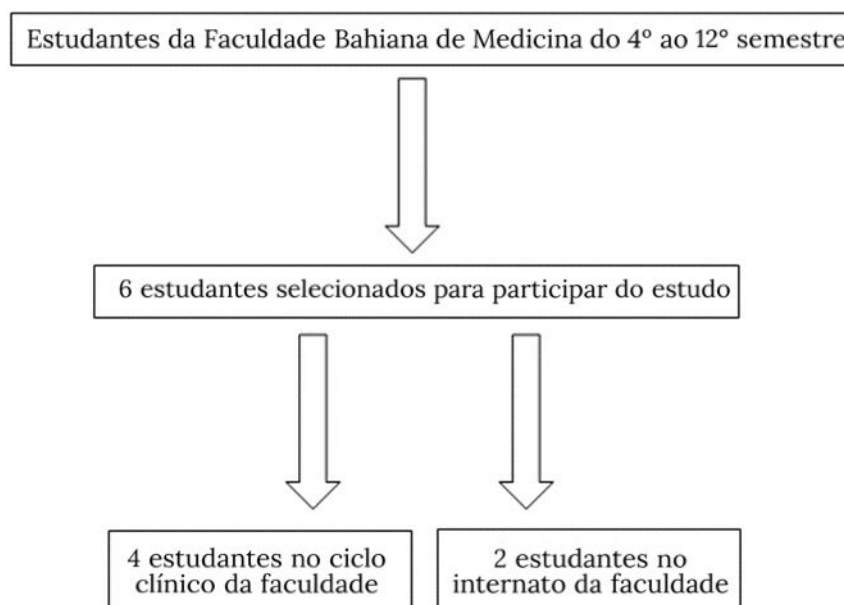 Estudantes da Faculdade Bahiana de Medicina do 4º ao 12° semestre
6 estudantes selecionados para participar do estudo
4 estudantes no ciclo
clínico da faculdade
2 estudantes no
internato da faculdade